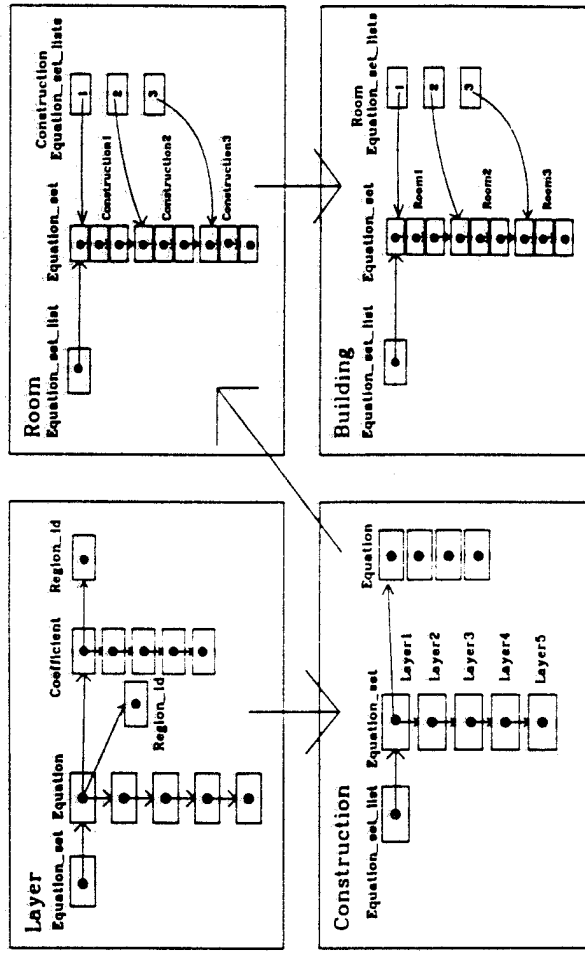 Layer
Equation_set
Equation
Coefficient
Region_id
Region_id
Room
Equation_set_list
Equation_set
Construction
Equation_set_lists
Construction1
Construction2
Construction3
1
2
3
Construction
Equation_set_list
Equation_set
Equation
Layer1
Layer2
Layer3
Layer4
Layer5
Building
Equation_set_list
Equation_set
Room
Equation_set_lists
Room1
Room2
Room3
1
2
3